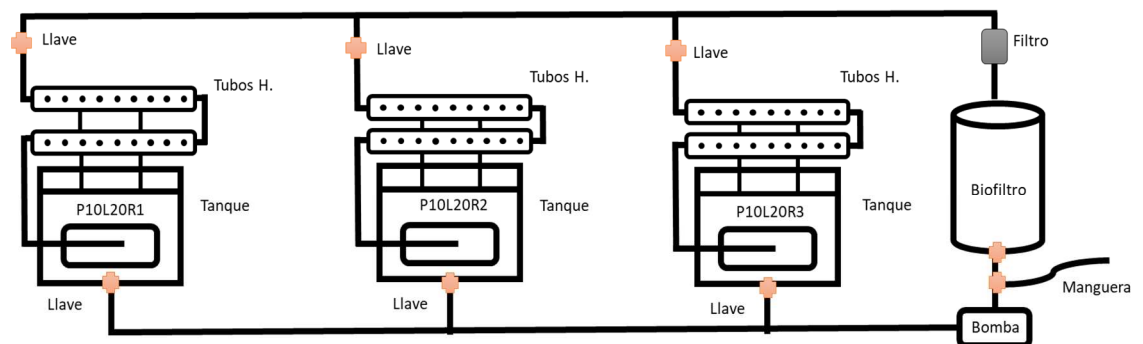 Llave
Llave
Llave
Filtro
Tubos H.
Tubos H.
Tubos H.
P10L20R1
Tanque
P10L20R2
Tanque
P10L20R3
Tanque
Biofiltro
Llave
Llave
Llave
Manguera
Bomba